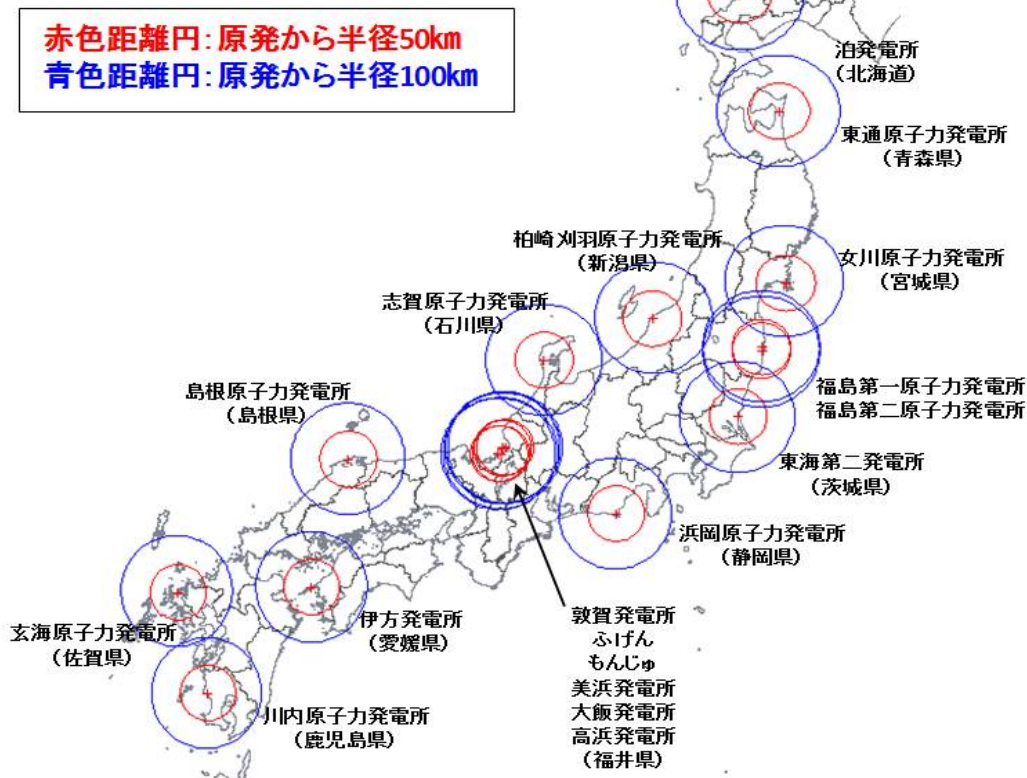 赤色距離円：原発から半径50km
青色距離円：原発から半径100km
泊発電所
（北海道）
東通原子力発電所
（青森県）
柏崎刈羽原子力発電所
（新潟県）
女川原子力発電所
（宮城県）
志賀原子力発電所
（石川県）
福島第一原子力発電所
福島第二原子力発電所
島根原子力発電所
（島根県）
東海第二発電所
（茨城県）
浜岡原子力発電所
（静岡県）
玄海原子力発電所
（佐賀県）
伊方発電所
（愛媛県）
敦賀発電所
ふげん
もんじゅ
美浜発電所
大飯発電所
高浜発電所
（福井県）
川内原子力発電所
（鹿児島県）